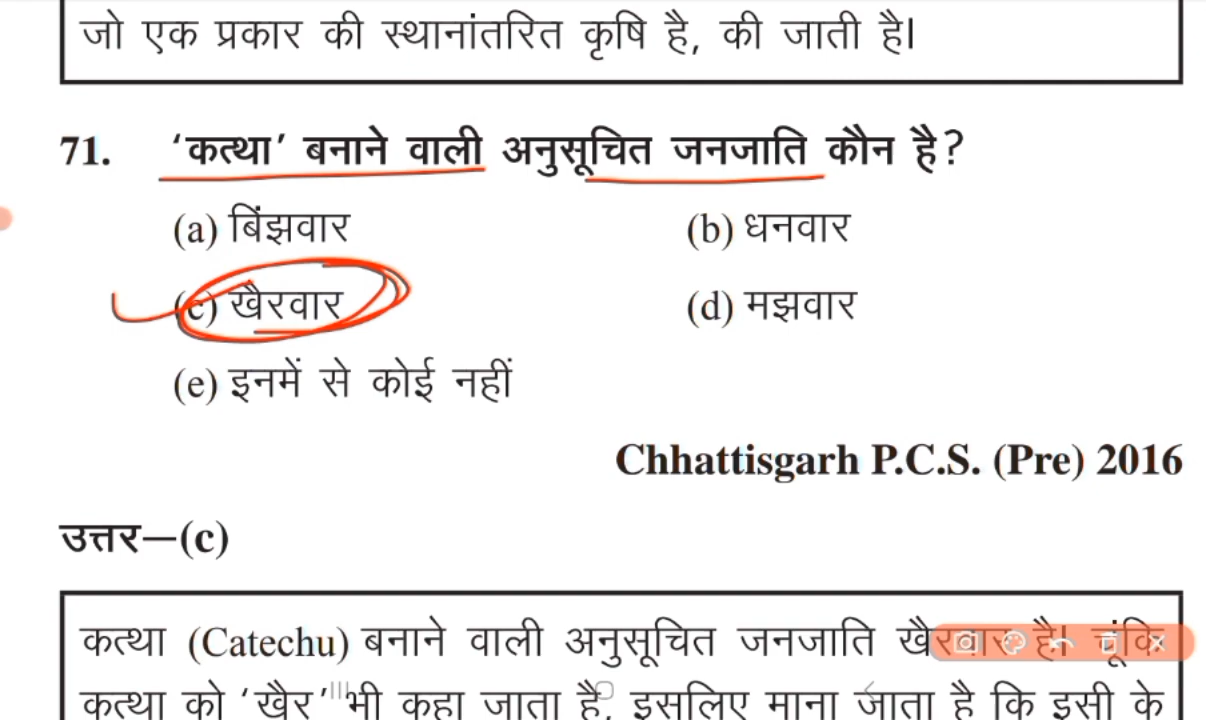 जो एक प्रकार की स्थानांतरित कृषि है, की जाती है।
71. ‘कत्था’ बनाने वाली अनुसूचित जनजाति कौन है?
(a) बिंझवार (b) धनवार
(c) खैरवार (d) मझवार
(e) इनमें से कोई नहीं
Chhattisgarh P.C.S. (Pre) 2016
उत्तर—(c)
कत्था (Catechu) बनाने वाली अनुसूचित जनजाति खैरवार है। चूंकि
कत्था को ‘खैर’ भी कहा जाता है, इसलिए माना जाता है कि इसी के